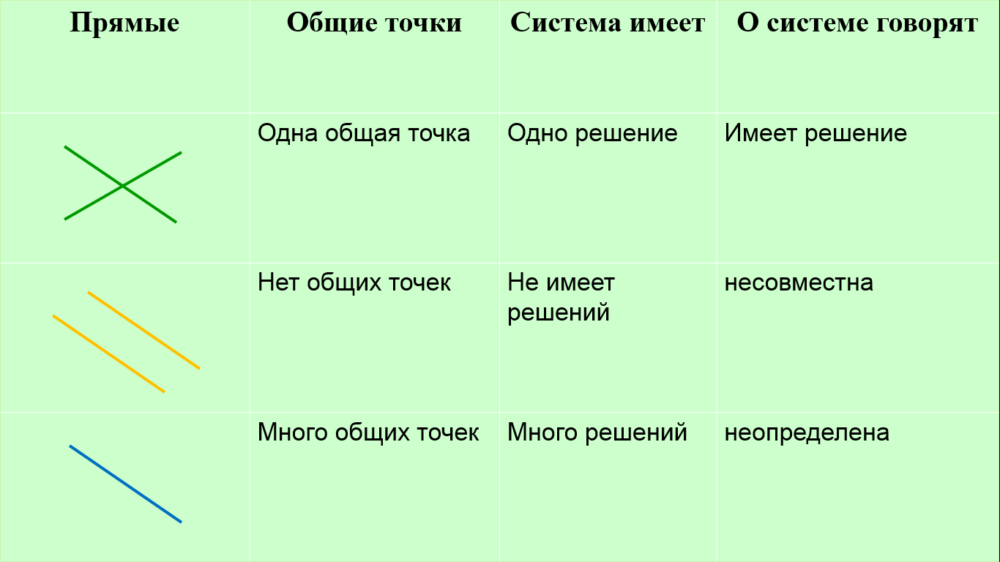 Прямые
Общие точки
Система имеет
О системе говорят
Одна общая точка
Одно решение
Имеет решение
Нет общих точек
Не имеет
решений
несовместна
Много общих точек
Много решений
неопределена